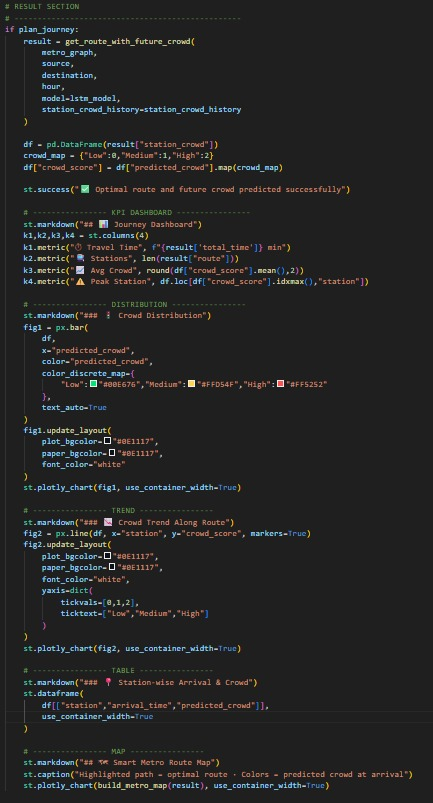 # RESULT SECTION
# ---------------------------------------------
if plan_journey:
    result = get_route_with_future_crowd(
        metro_graph,
        source,
        destination,
        hour,
        model=lstm_model,
        station_crowd_history=station_crowd_history
    )

    df = pd.DataFrame(result["station_crowd"])
    crowd_map = {"Low":0,"Medium":1,"High":2}
    df["crowd_score"] = df["predicted_crowd"].map(crowd_map)

    st.success("✅ Optimal route and future crowd predicted successfully")

    # ---------------- KPI DASHBOARD ----------------
    st.markdown("## 📊 Journey Dashboard")
    k1,k2,k3,k4 = st.columns(4)
    k1.metric("⏱ Travel Time", f"{result['total_time']} min")
    k2.metric("🚉 Stations", len(result["route"]))
    k3.metric("📈 Avg Crowd", round(df["crowd_score"].mean(),2))
    k4.metric("⚠️ Peak Station", df.loc[df["crowd_score"].idxmax(),"station"])

    # ---------------- DISTRIBUTION ----------------
    st.markdown("### 🚦 Crowd Distribution")
    fig1 = px.bar(
        df,
        x="predicted_crowd",
        color="predicted_crowd",
        color_discrete_map={
            "Low":"#00E676","Medium":"#FFD54F","High":"#FF5252"
        },
        text_auto=True
    )
    fig1.update_layout(
        plot_bgcolor="#0E1117",
        paper_bgcolor="#0E1117",
        font_color="white"
    )
    st.plotly_chart(fig1, use_container_width=True)

    # ---------------- TREND ----------------
    st.markdown("### 📉 Crowd Trend Along Route")
    fig2 = px.line(df, x="station", y="crowd_score", markers=True)
    fig2.update_layout(
        plot_bgcolor="#0E1117",
        paper_bgcolor="#0E1117",
        font_color="white",
        yaxis=dict(
            tickvals=[0,1,2],
            ticktext=["Low","Medium","High"]
        )
    )
    st.plotly_chart(fig2, use_container_width=True)

    # ---------------- TABLE ----------------
    st.markdown("### 📍 Station-wise Arrival & Crowd")
    st.dataframe(
        df[["station","arrival_time","predicted_crowd"]],
        use_container_width=True
    )

    # ---------------- MAP ----------------
    st.markdown("## 🗺 Smart Metro Route Map")
    st.caption("Highlighted path = optimal route · Colors = predicted crowd at arrival")
    st.plotly_chart(build_metro_map(result), use_container_width=True)